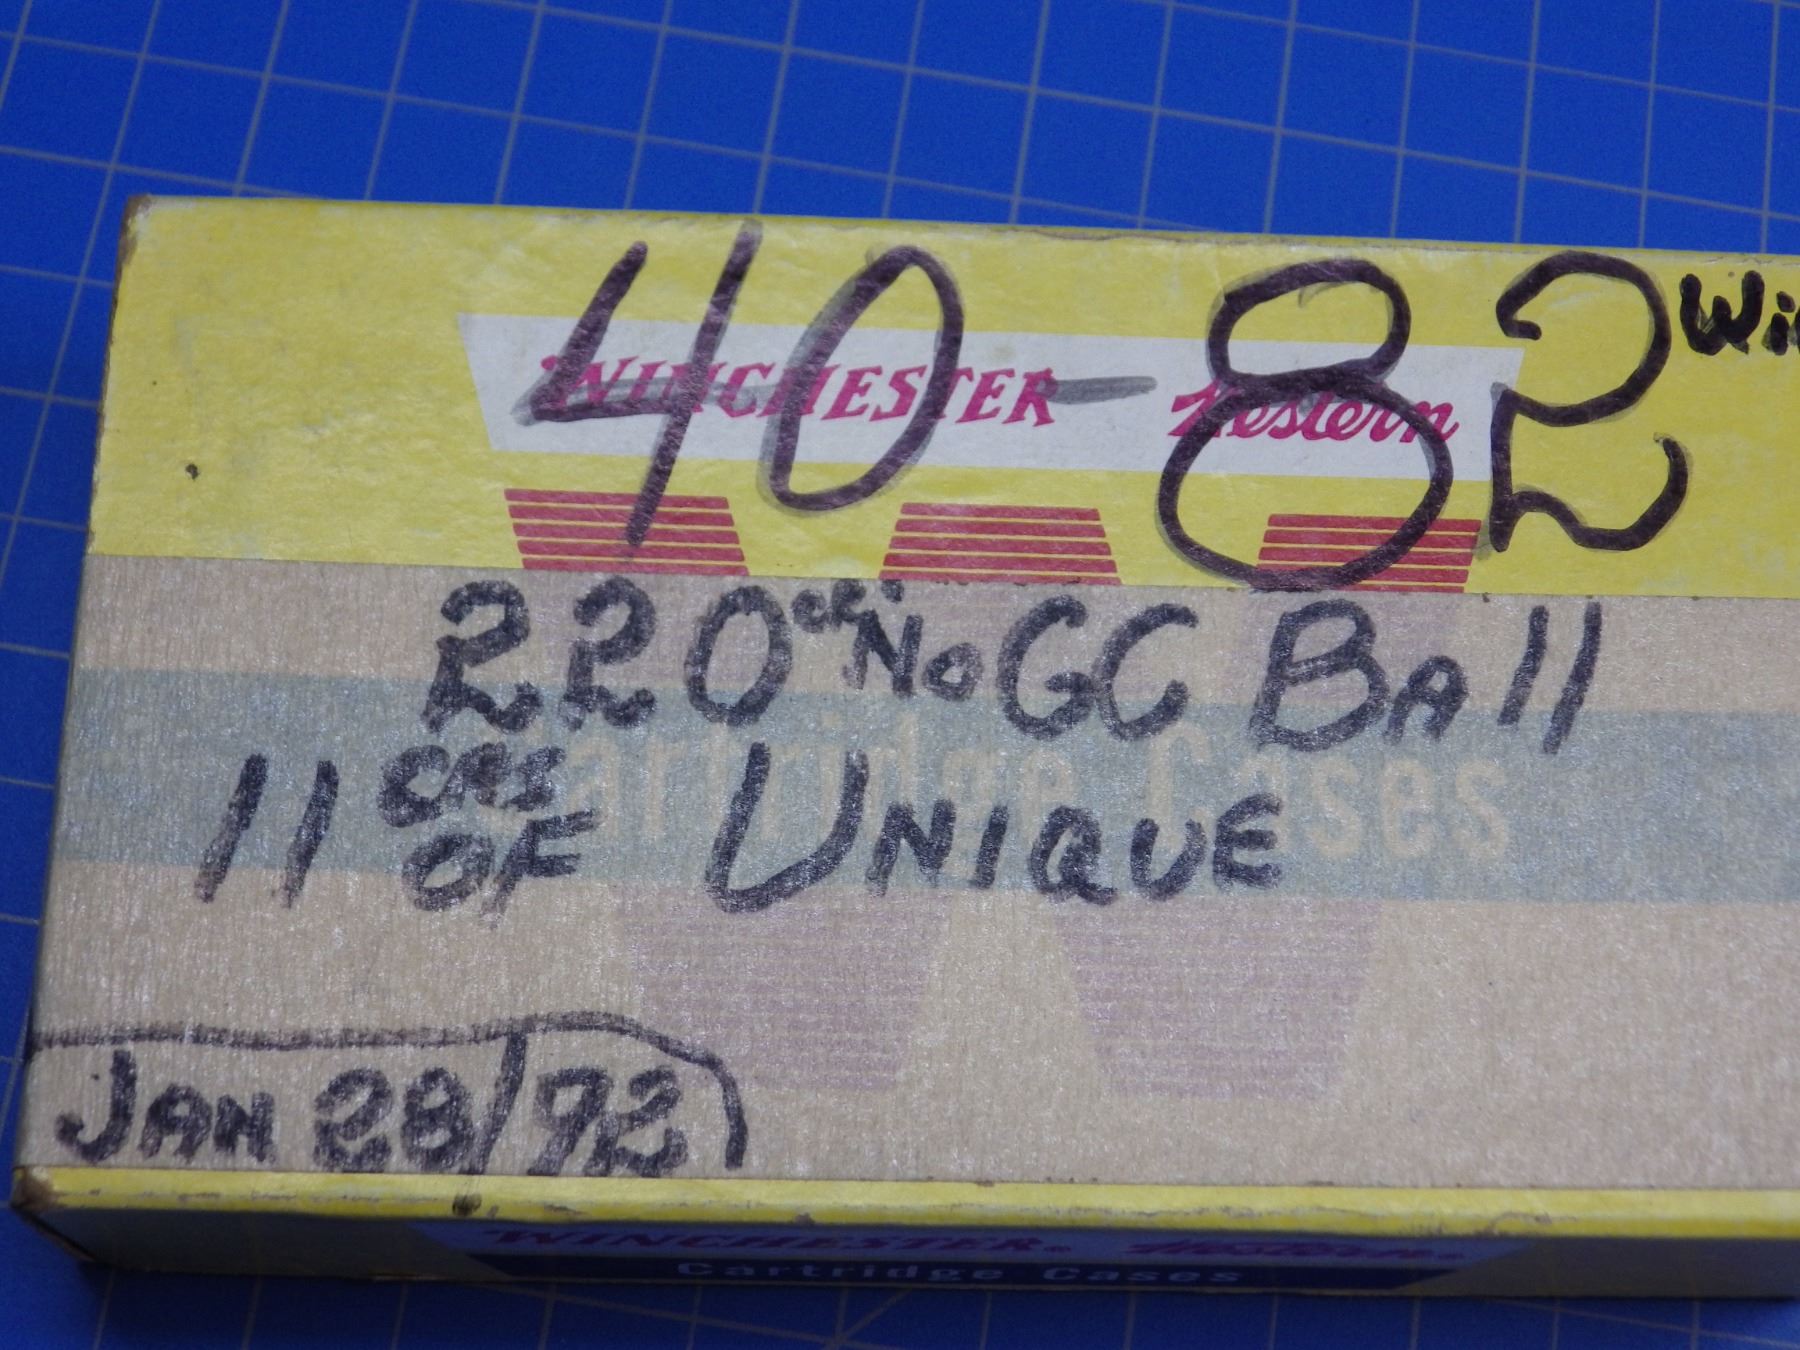 40-82 Win
WINCHESTER Western
220 GR. No GC BAll
Cartridge Cases
11 GRS OF UNIQUE
JAN 28/92
WINCHESTER® Western®
Cartridge Cases